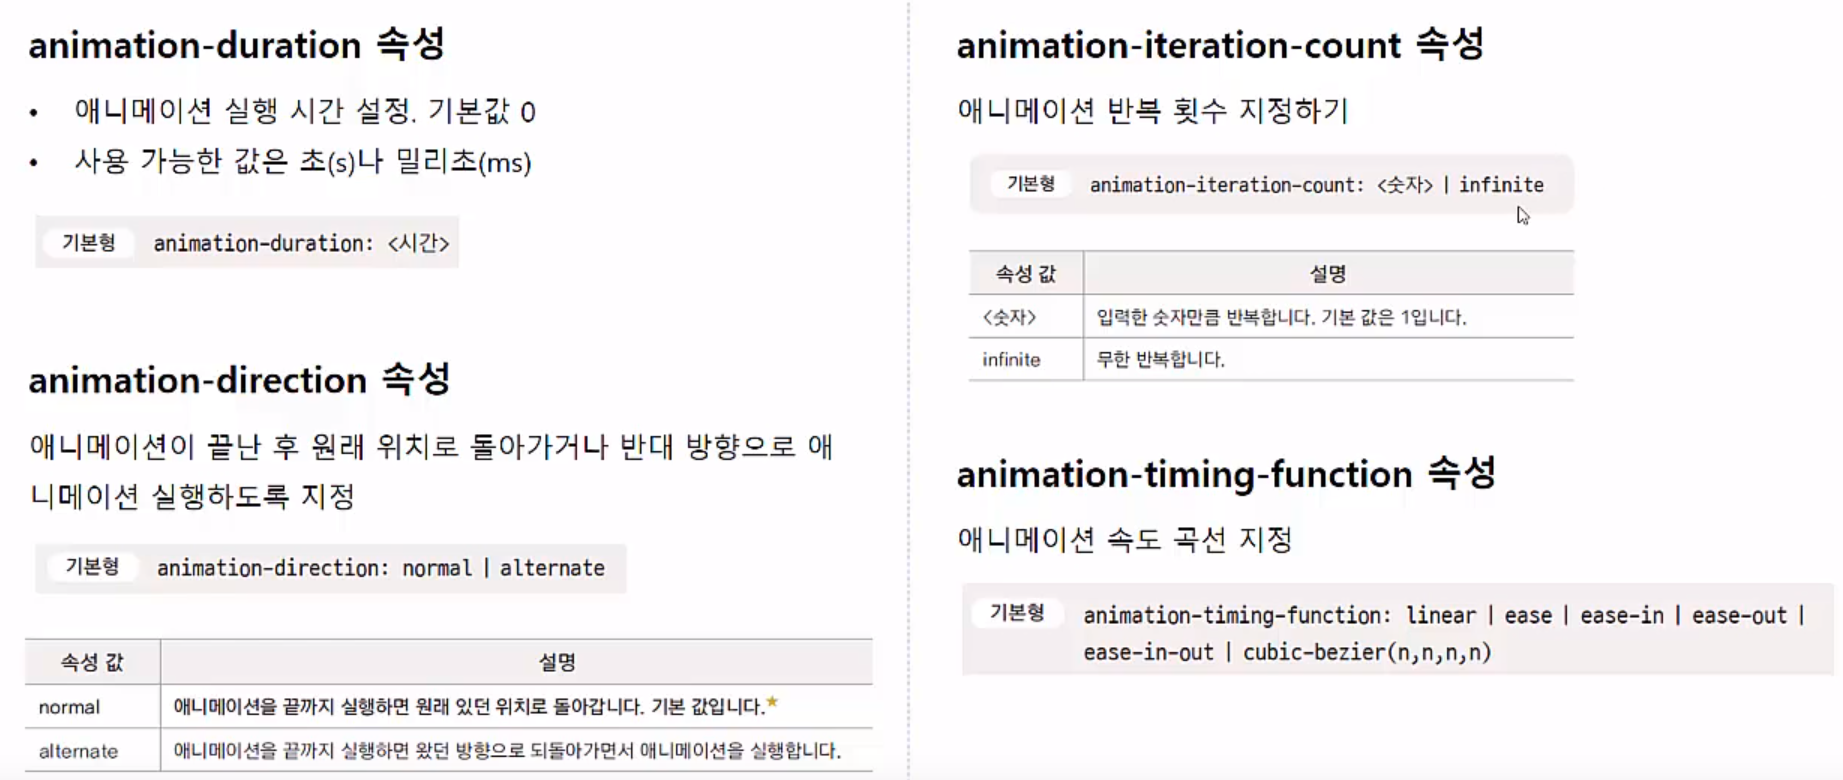 animation-duration 속성
• 애니메이션 실행 시간 설정. 기본값 0
• 사용 가능한 값은 초(s)나 밀리초(ms)
기본형 animation-duration: <시간>
animation-direction 속성
애니메이션이 끝난 후 원래 위치로 돌아가거나 반대 방향으로 애
니메이션 실행하도록 지정
기본형 animation-direction: normal | alternate
속성 값 설명
normal 애니메이션을 끝까지 실행하면 원래 있던 위치로 돌아갑니다. 기본 값입니다.★
alternate 애니메이션을 끝까지 실행하면 왔던 방향으로 되돌아가면서 애니메이션을 실행합니다.
animation-iteration-count 속성
애니메이션 반복 횟수 지정하기
기본형 animation-iteration-count: <숫자> | infinite
속성 값 설명
<숫자> 입력한 숫자만큼 반복합니다. 기본 값은 1입니다.
infinite 무한 반복합니다.
animation-timing-function 속성
애니메이션 속도 곡선 지정
기본형 animation-timing-function: linear | ease | ease-in | ease-out |
ease-in-out | cubic-bezier(n,n,n,n)